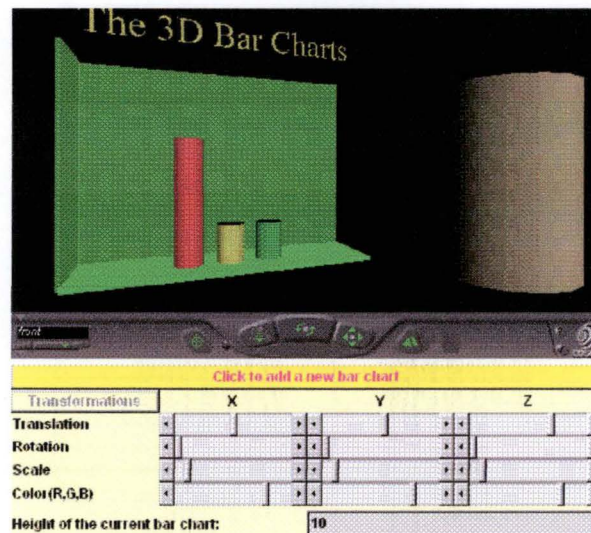 The 3D Bar Charts
front
Click to add a new bar chart
Transformations X Y Z
Translation
Rotation
Scale
Color(R,G,B)
Height of the current bar chart: 10